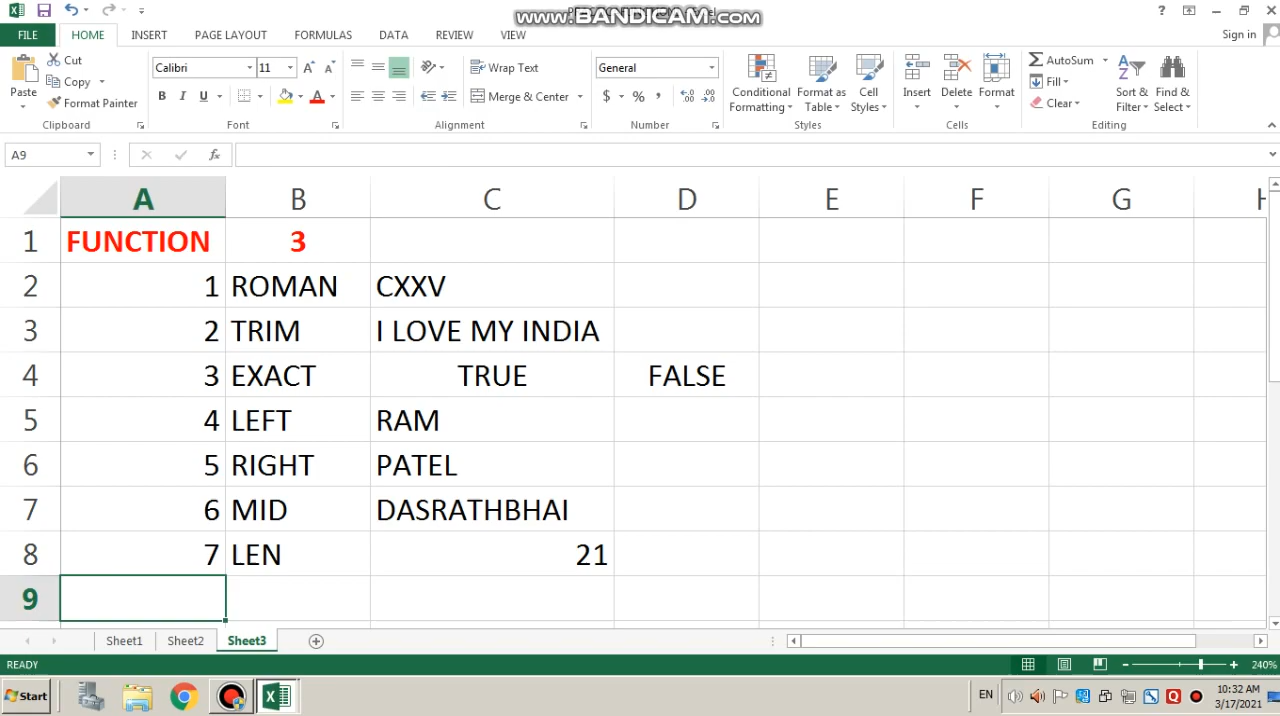 www.BANDICAM.com
Sign in
FILE HOME INSERT PAGE LAYOUT FORMULAS DATA REVIEW VIEW
Paste
Cut
Copy
Format Painter
Clipboard
Calibri 11
B I U
Font
Wrap Text
Merge & Center
Alignment
General
$ % ,
Number
Conditional Formatting
Format as Table
Cell Styles
Styles
Insert Delete Format
Cells
AutoSum
Fill
Clear
Sort & Filter
Find & Select
Editing
A9 fx
A B C D E F G H
1 FUNCTION 3
2 1 ROMAN CXXV
3 2 TRIM I LOVE MY INDIA
4 3 EXACT TRUE FALSE
5 4 LEFT RAM
6 5 RIGHT PATEL
7 6 MID DASRATHBHAI
8 7 LEN 21
9
Sheet1 Sheet2 Sheet3
READY 240%
Start EN 10:32 AM
3/17/2021